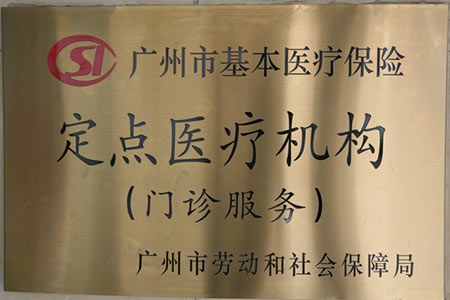 SI 广州市基本医疗保险
定点医疗机构
(门诊服务)
广州市劳动和社会保障局